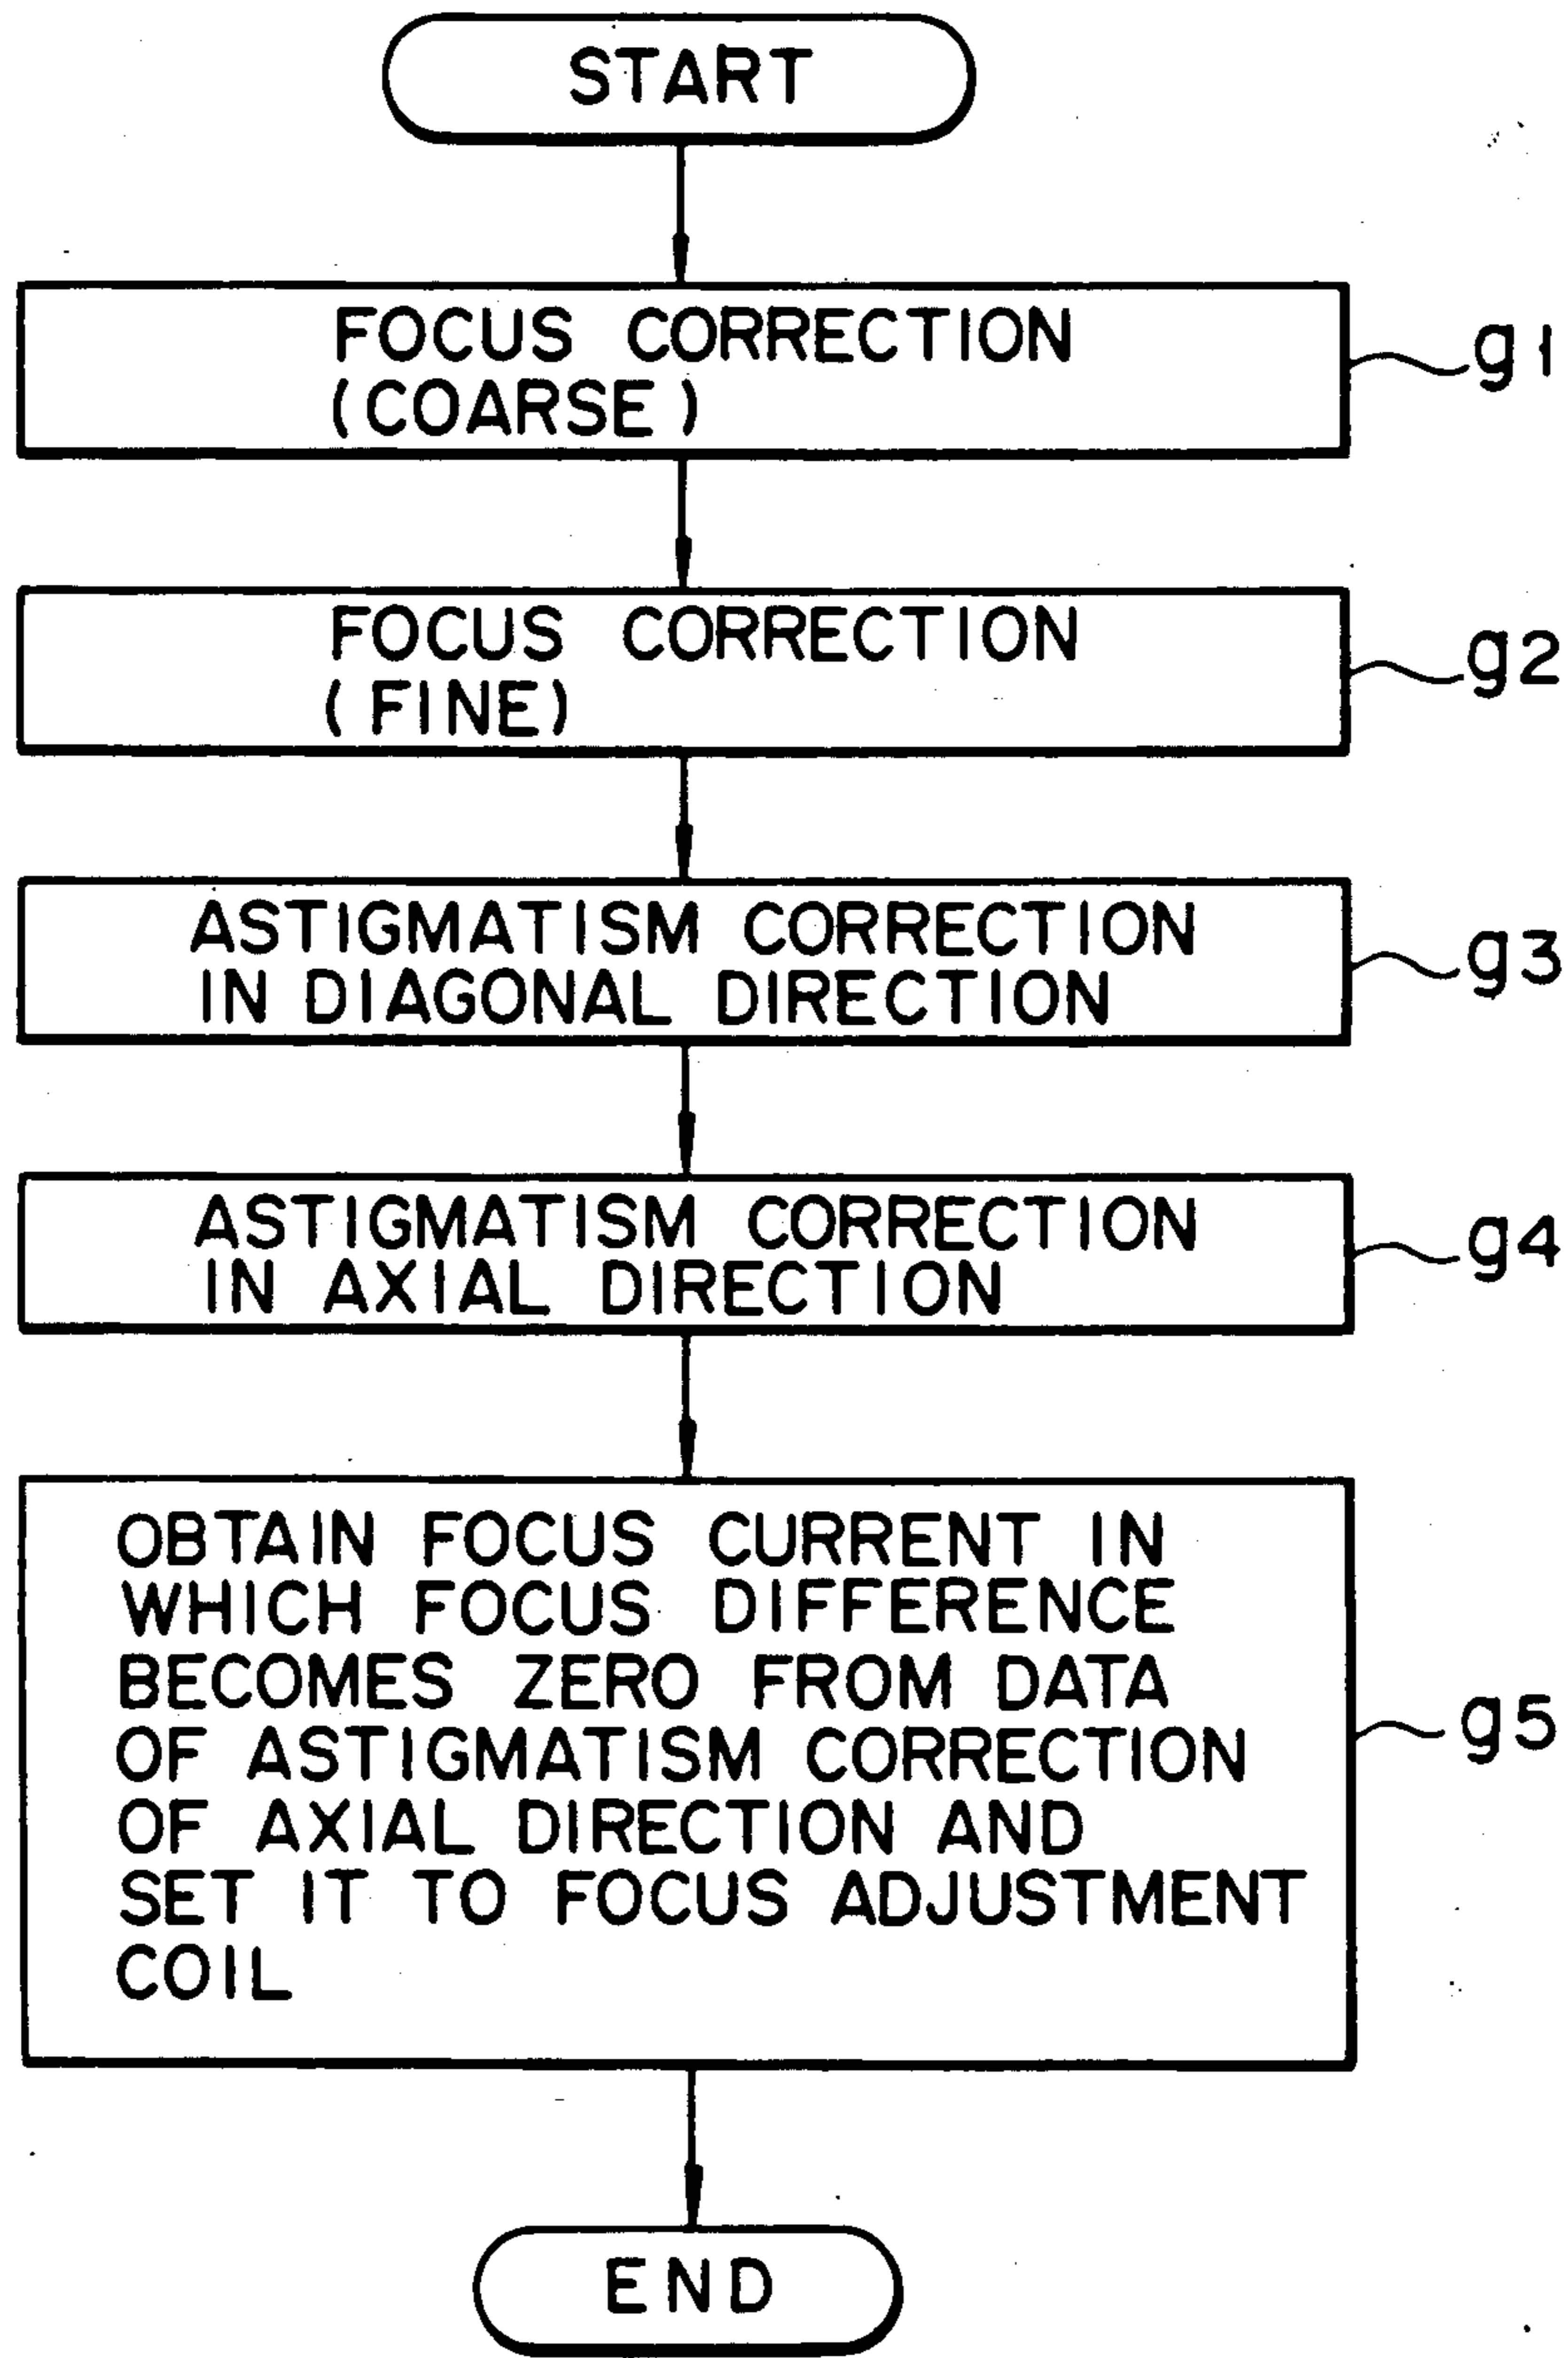 START
FOCUS CORRECTION
(COARSE)
g1
FOCUS CORRECTION
(FINE)
g2
ASTIGMATISM CORRECTION
IN DIAGONAL DIRECTION
g3
ASTIGMATISM CORRECTION
IN AXIAL DIRECTION
g4
OBTAIN FOCUS CURRENT IN
WHICH FOCUS DIFFERENCE
BECOMES ZERO FROM DATA
OF ASTIGMATISM CORRECTION
OF AXIAL DIRECTION AND
SET IT TO FOCUS ADJUSTMENT
COIL
g5
END